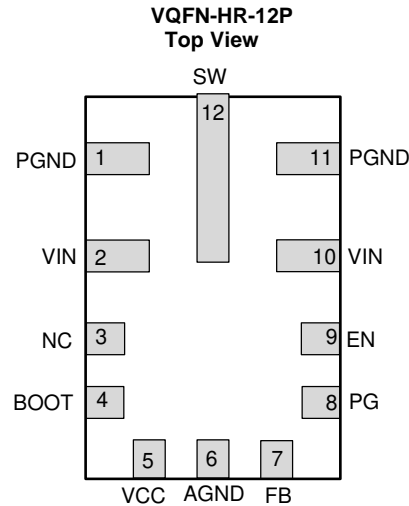 VQFN-HR-12P
Top View
SW
12
PGND 1 11 PGND
VIN 2 10 VIN
NC 3 9 EN
BOOT 4 8 PG
5 6 7
VCC AGND FB